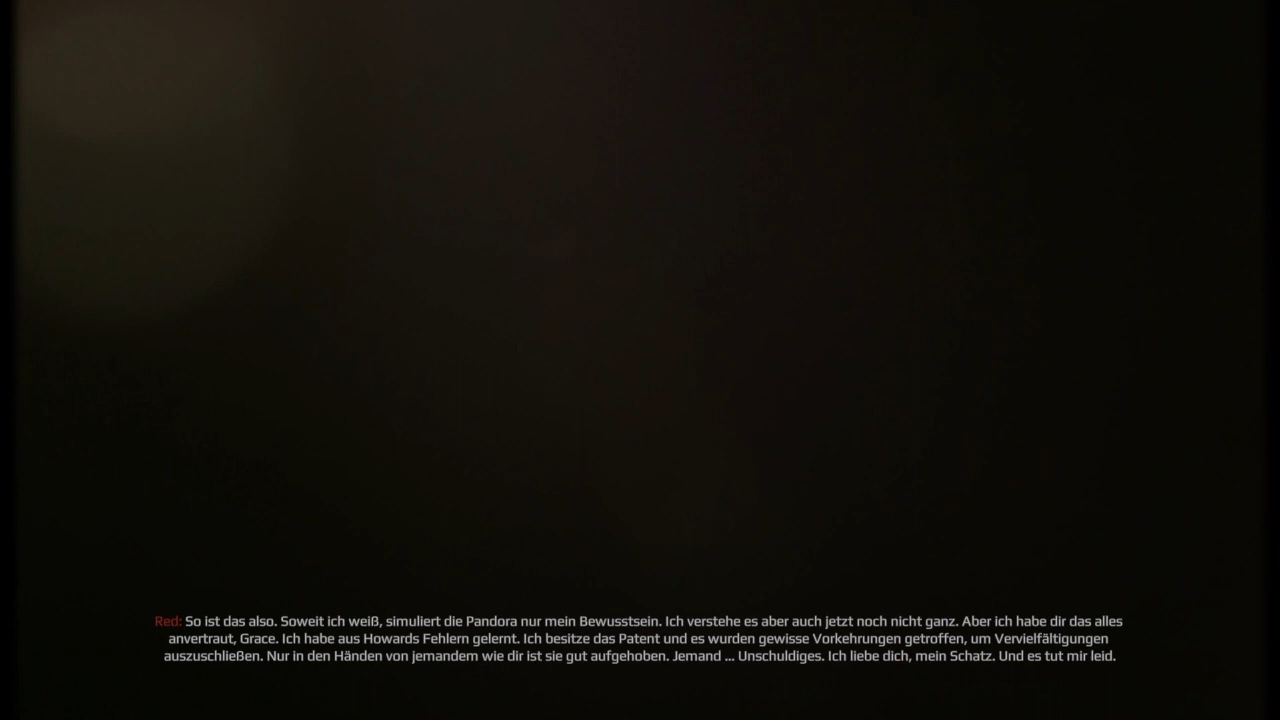 Red: So ist das also. Soweit ich weiß, simuliert die Pandora nur mein Bewusstsein. Ich verstehe es aber auch jetzt noch nicht ganz. Aber ich habe dir das alles
anvertraut, Grace. Ich habe aus Howards Fehlern gelernt. Ich besitze das Patent und es wurden gewisse Vorkehrungen getroffen, um Vervielfältigungen
auszuschließen. Nur in den Händen von jemandem wie dir ist sie gut aufgehoben. Jemand ... Unschuldiges. Ich liebe dich, mein Schatz. Und es tut mir leid.